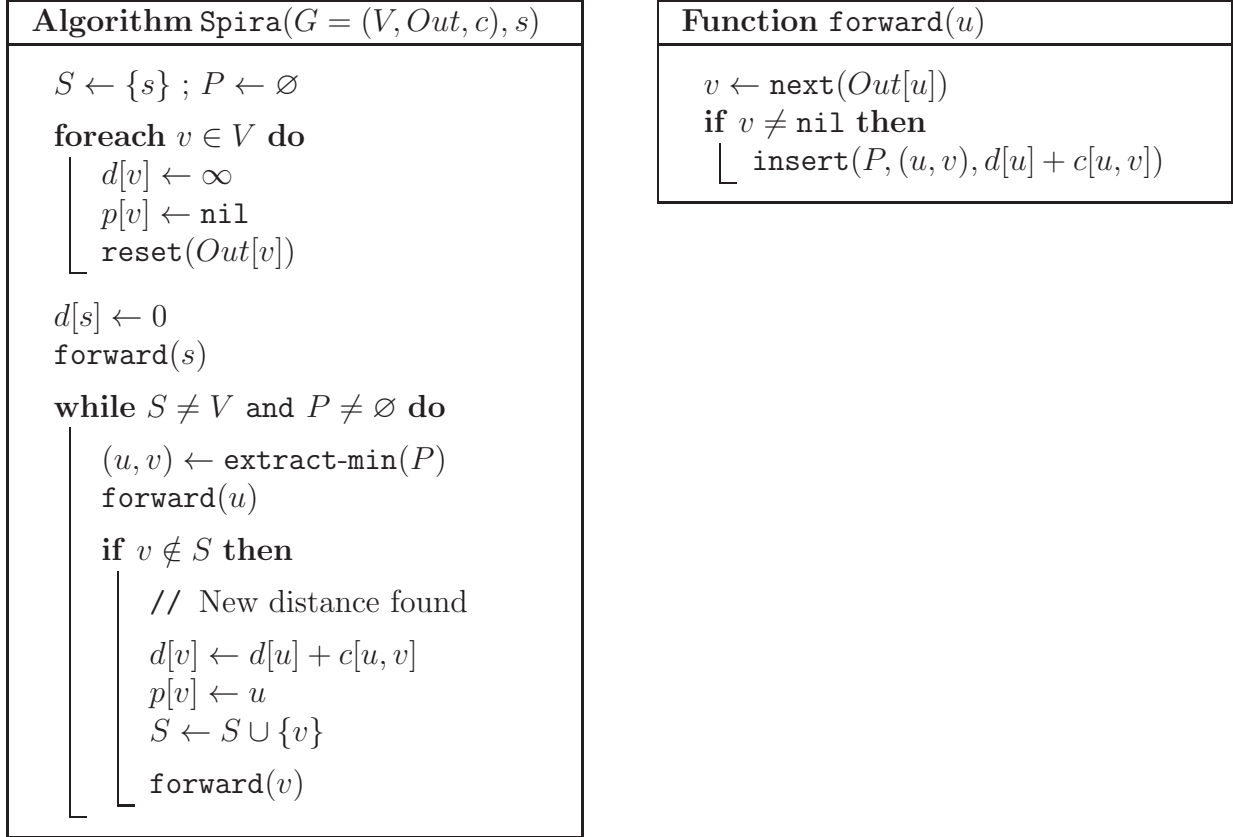 Algorithm Spira(G = (V, Out, c), s)
S ← {s} ; P ← ∅
foreach v ∈ V do
d[v] ← ∞
p[v] ← nil
reset(Out[v])
d[s] ← 0
forward(s)
while S ≠ V and P ≠ ∅ do
(u, v) ← extract-min(P)
forward(u)
if v ∉ S then
// New distance found
d[v] ← d[u] + c[u, v]
p[v] ← u
S ← S ∪ {v}
forward(v)
Function forward(u)
v ← next(Out[u])
if v ≠ nil then
insert(P, (u, v), d[u] + c[u, v])